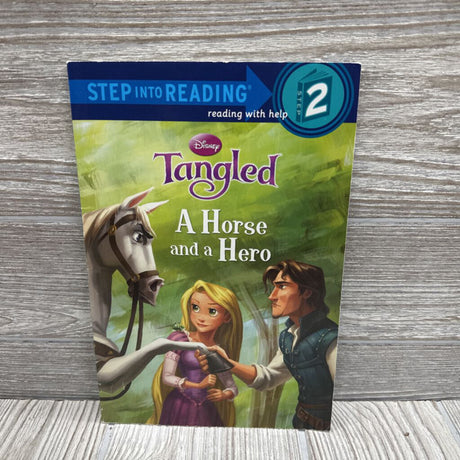 STEP INTO READING®
reading with help
STEP
2
Disney
Tangled
A Horse
and a Hero